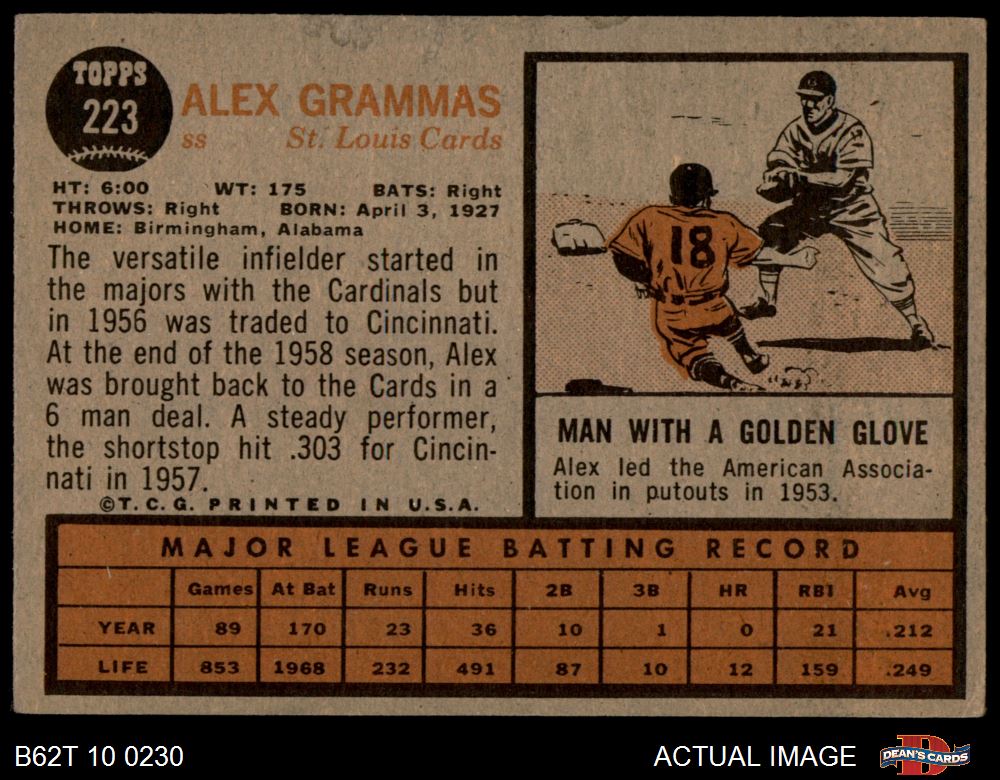 TOPPS
223
ALEX GRAMMAS
ss St. Louis Cards
HT: 6:00 WT: 175 BATS: Right
THROWS: Right BORN: April 3, 1927
HOME: Birmingham, Alabama
The versatile infielder started in
the majors with the Cardinals but
in 1956 was traded to Cincinnati.
At the end of the 1958 season, Alex
was brought back to the Cards in a
6 man deal. A steady performer,
the shortstop hit .303 for Cincin-
nati in 1957.
©T.C.G. PRINTED IN U.S.A.
18
MAN WITH A GOLDEN GLOVE
Alex led the American Associa-
tion in putouts in 1953.
MAJOR LEAGUE BATTING RECORD
Games At Bat Runs Hits 2B 3B HR RBI Avg
YEAR 89 170 23 36 10 1 0 21 .212
LIFE 853 1968 232 491 87 10 12 159 .249
B62T 10 0230
ACTUAL IMAGE
DEAN'S CARDS